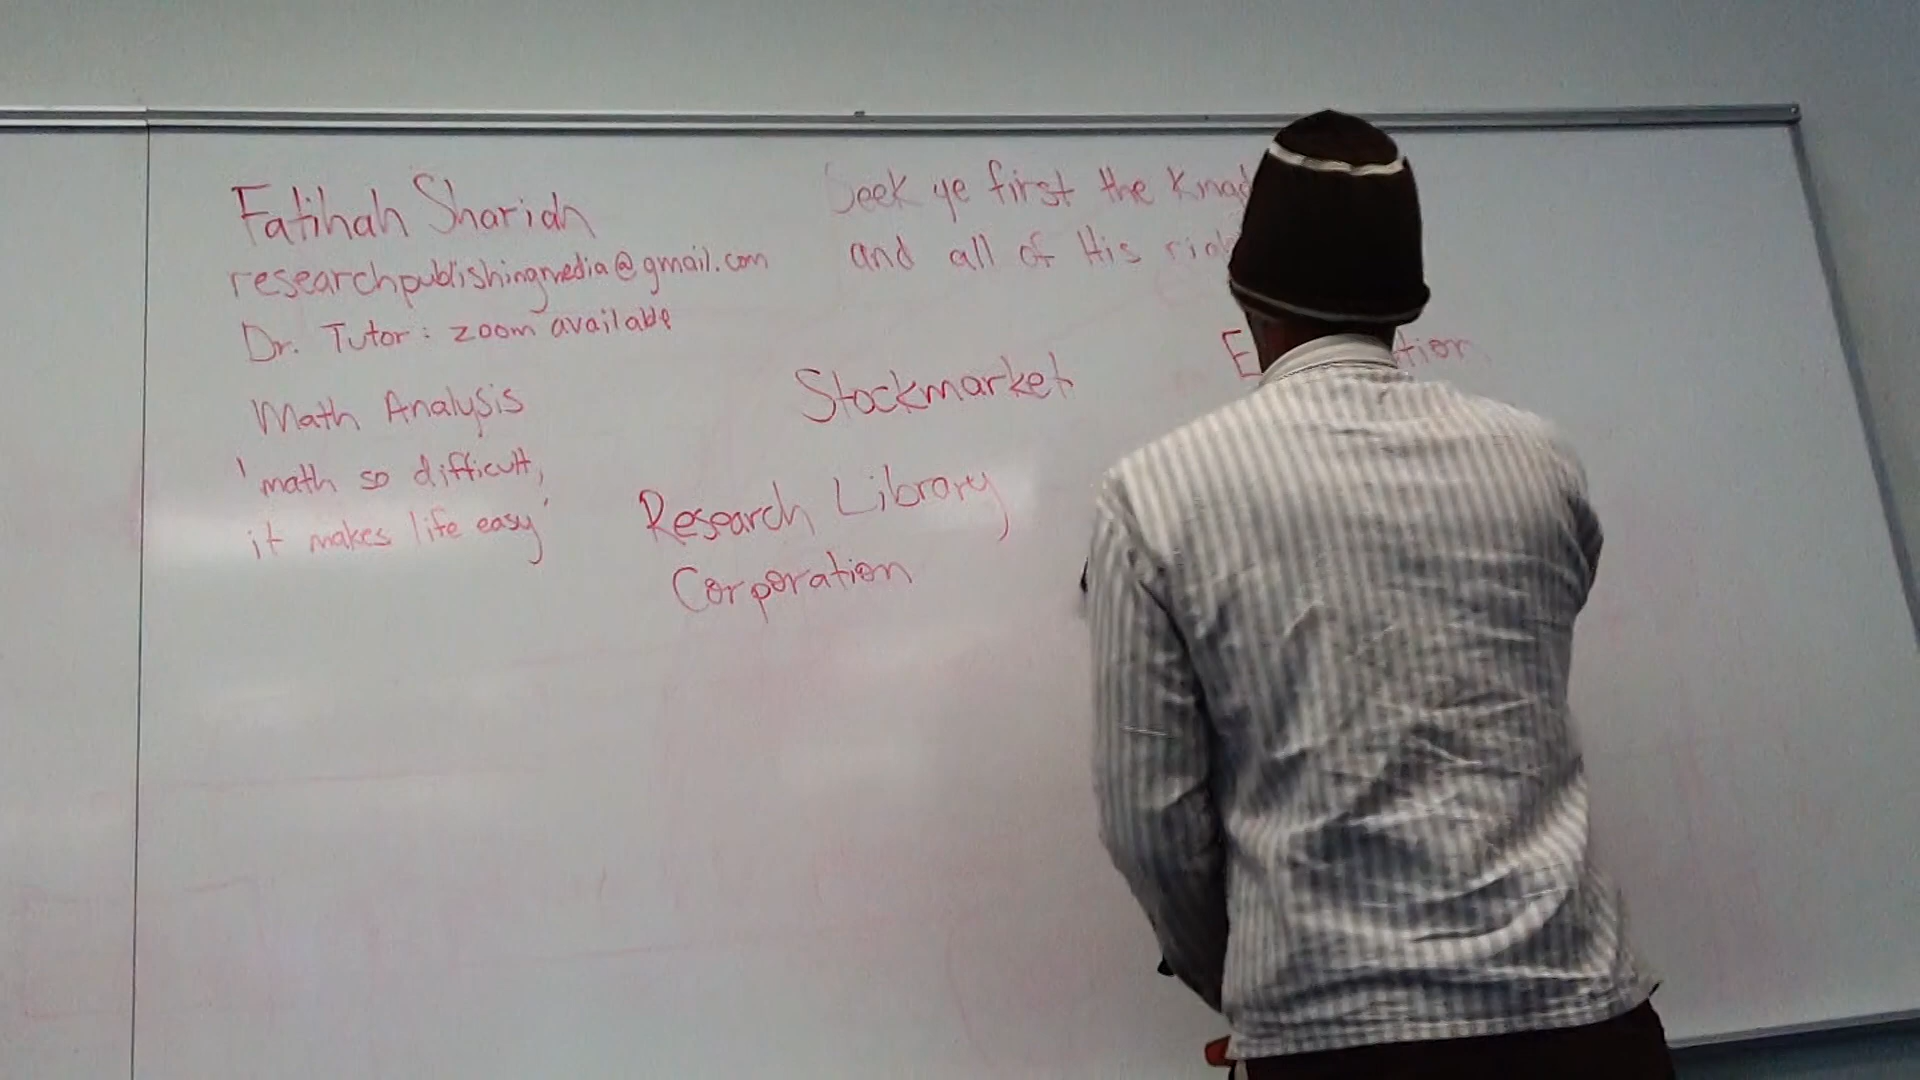 Fatihah Shariah
researchpublishingmedia@gmail.com
Dr. Tutor: zoom available
Math Analysis
'math so difficult,
it makes life easy'
Seek ye first the
and all of His
Stockmarket
Research Library
Corporation